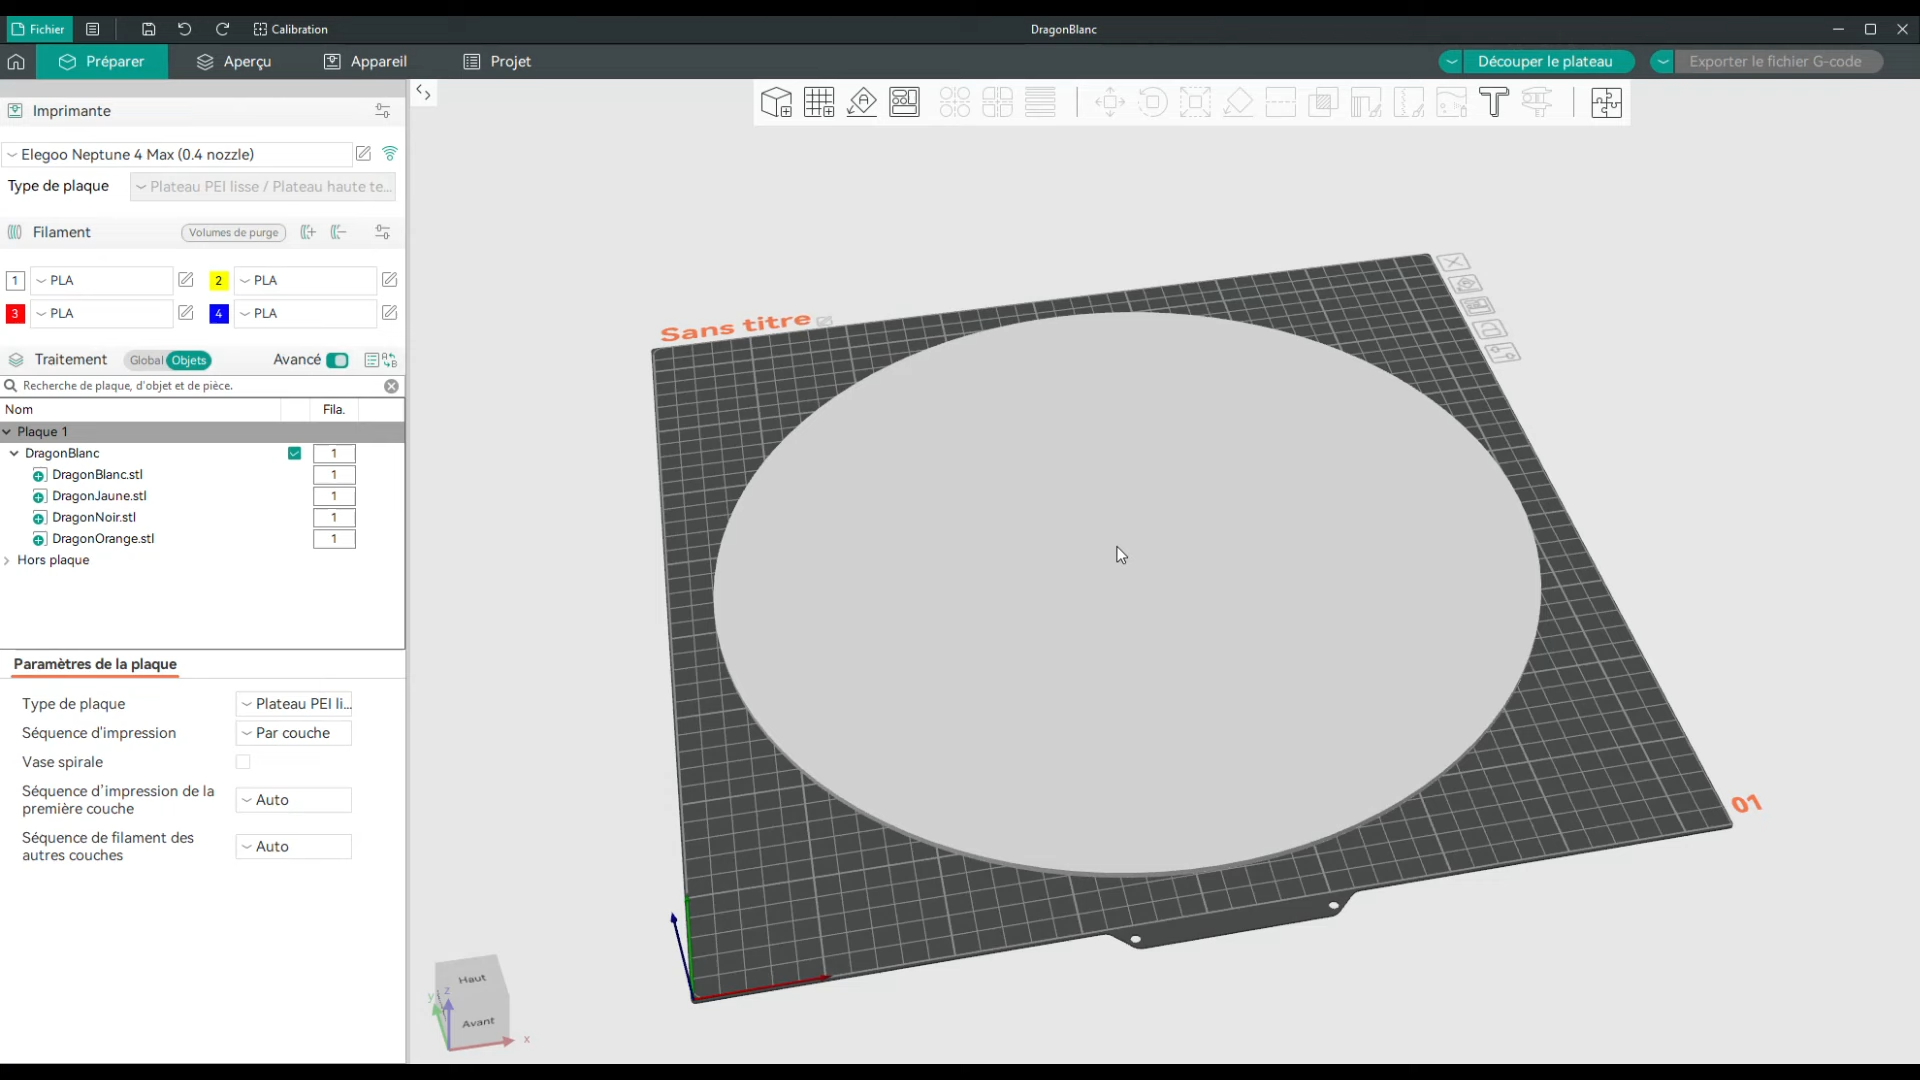 Fichier
Calibration
DragonBlanc
Préparer
Aperçu
Appareil
Projet
Découper le plateau
Exporter le fichier G-code
Imprimante
Elegoo Neptune 4 Max (0.4 nozzle)
Type de plaque
Plateau PEI lisse / Plateau haute te...
Filament
Volumes de purge
1 PLA
2 PLA
3 PLA
4 PLA
Traitement
Global
Objets
Avancé
Recherche de plaque, d'objet et de pièce.
Nom
Fila.
Plaque 1
DragonBlanc 1
DragonBlanc.stl 1
DragonJaune.stl 1
DragonNoir.stl 1
DragonOrange.stl 1
Hors plaque
Paramètres de la plaque
Type de plaque
Plateau PEI li...
Séquence d'impression
Par couche
Vase spirale
Séquence d'impression de la
première couche
Auto
Séquence de filament des
autres couches
Auto
Sans titre
01
Haut
Avant
y
z
x